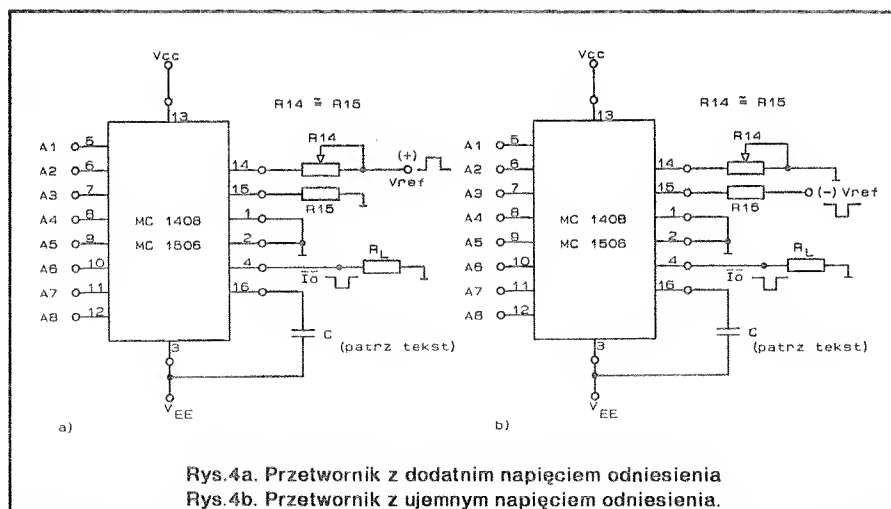 Vcc
13
R14 ≅ R15
A1 5
A2 6
A3 7
A4 8
A5 9
A6 10
A7 11
A8 12
MC 1408
MC 1506
14
15
1
2
4
16
R14
(+)
Vref
R15
Io
RL
C
(patrz tekst)
3
VEE
a)
Vcc
13
R14 ≅ R15
A1 5
A2 6
A3 7
A4 8
A5 9
A6 10
A7 11
A8 12
MC 1408
MC 1506
14
15
1
2
4
16
R14
R15
(-) Vref
Io
RL
C
(patrz tekst)
3
VEE
b)
Rys.4a. Przetwornik z dodatnim napięciem odniesienia
Rys.4b. Przetwornik z ujemnym napięciem odniesienia.